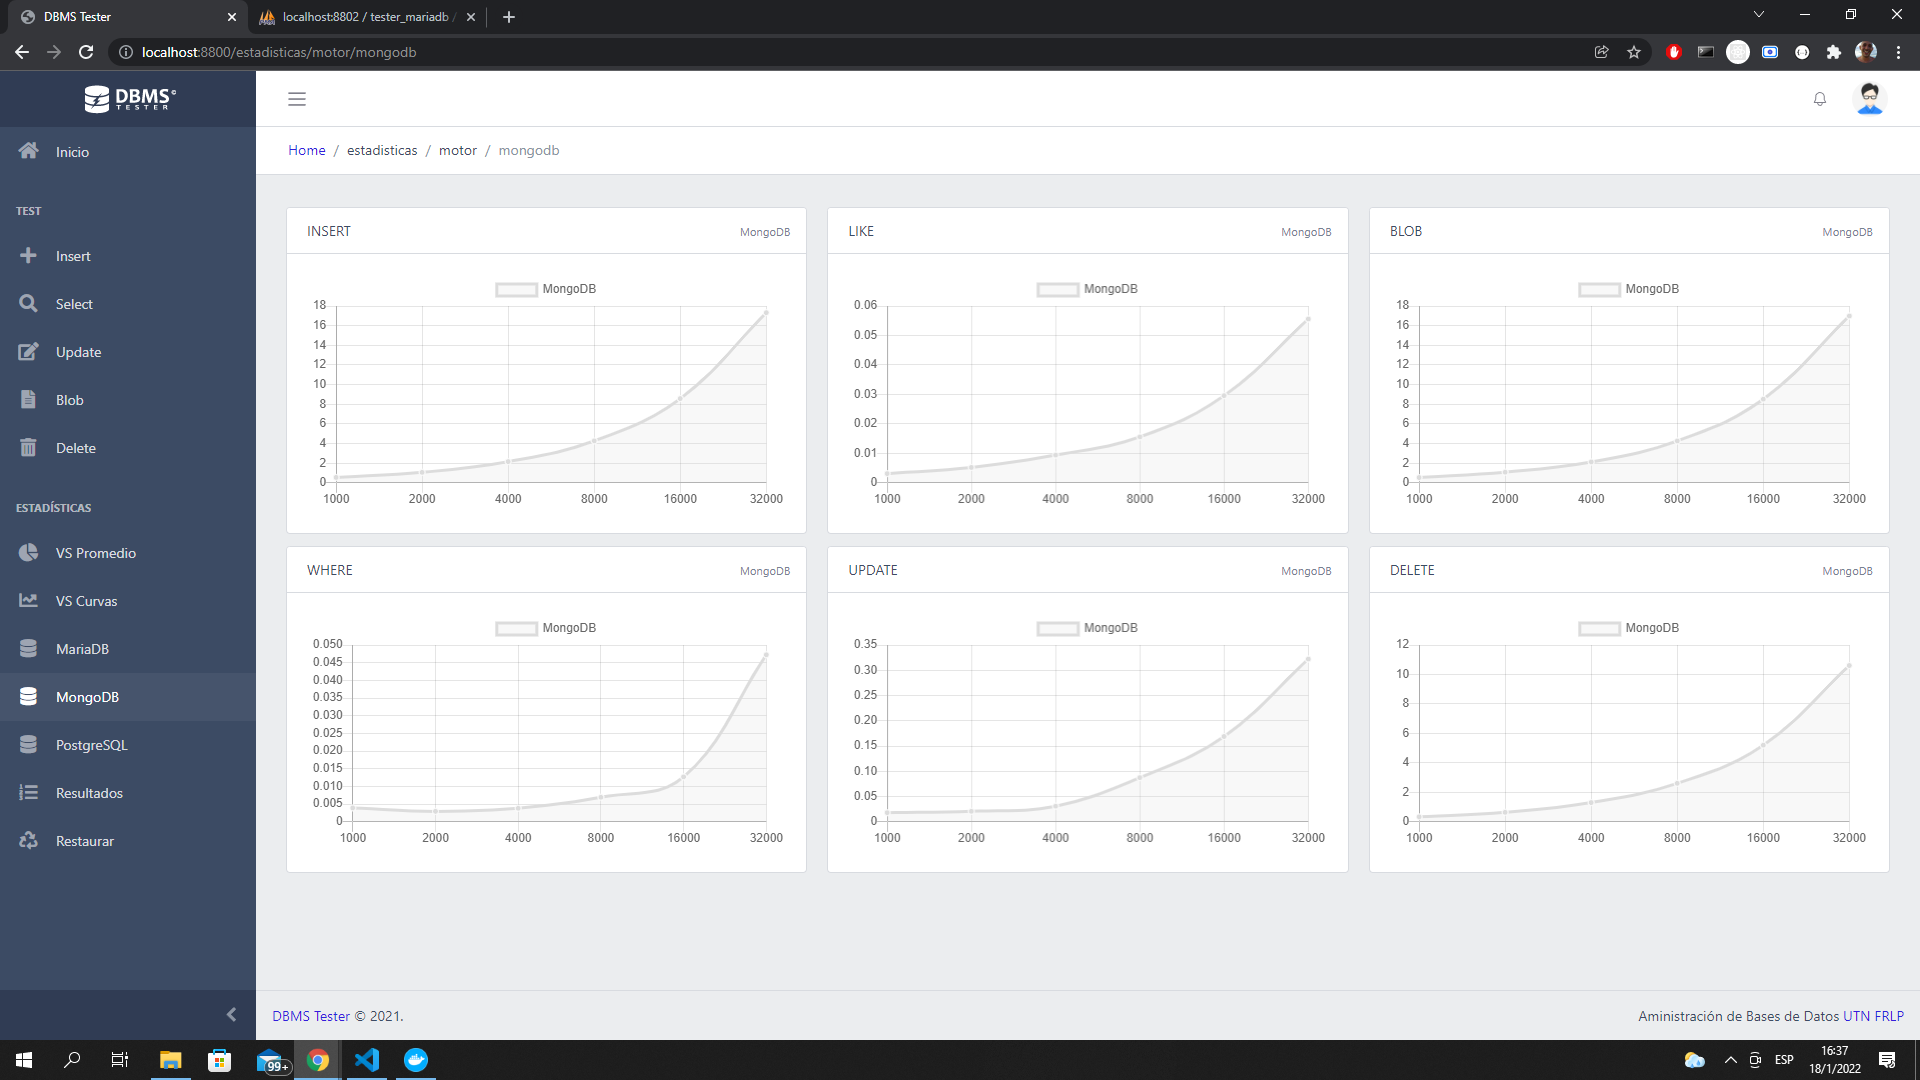 DBMS Tester
localhost:8802 / tester_mariadb /
localhost:8800/estadisticas/motor/mongodb
DBMS
TESTER
Inicio
TEST
Insert
Select
Update
Blob
Delete
ESTADÍSTICAS
VS Promedio
VS Curvas
MariaDB
MongoDB
PostgreSQL
Resultados
Restaurar
Home / estadisticas / motor / mongodb
INSERT MongoDB
MongoDB
18
16
14
12
10
8
6
4
2
0
1000 2000 4000 8000 16000 32000
LIKE MongoDB
MongoDB
0.06
0.05
0.04
0.03
0.02
0.01
0
1000 2000 4000 8000 16000 32000
BLOB MongoDB
MongoDB
18
16
14
12
10
8
6
4
2
0
1000 2000 4000 8000 16000 32000
WHERE MongoDB
MongoDB
0.050
0.045
0.040
0.035
0.030
0.025
0.020
0.015
0.010
0.005
0
1000 2000 4000 8000 16000 32000
UPDATE MongoDB
MongoDB
0.35
0.30
0.25
0.20
0.15
0.10
0.05
0
1000 2000 4000 8000 16000 32000
DELETE MongoDB
MongoDB
12
10
8
6
4
2
0
1000 2000 4000 8000 16000 32000
DBMS Tester © 2021.
Aministración de Bases de Datos UTN FRLP
99+
ESP
16:37
18/1/2022